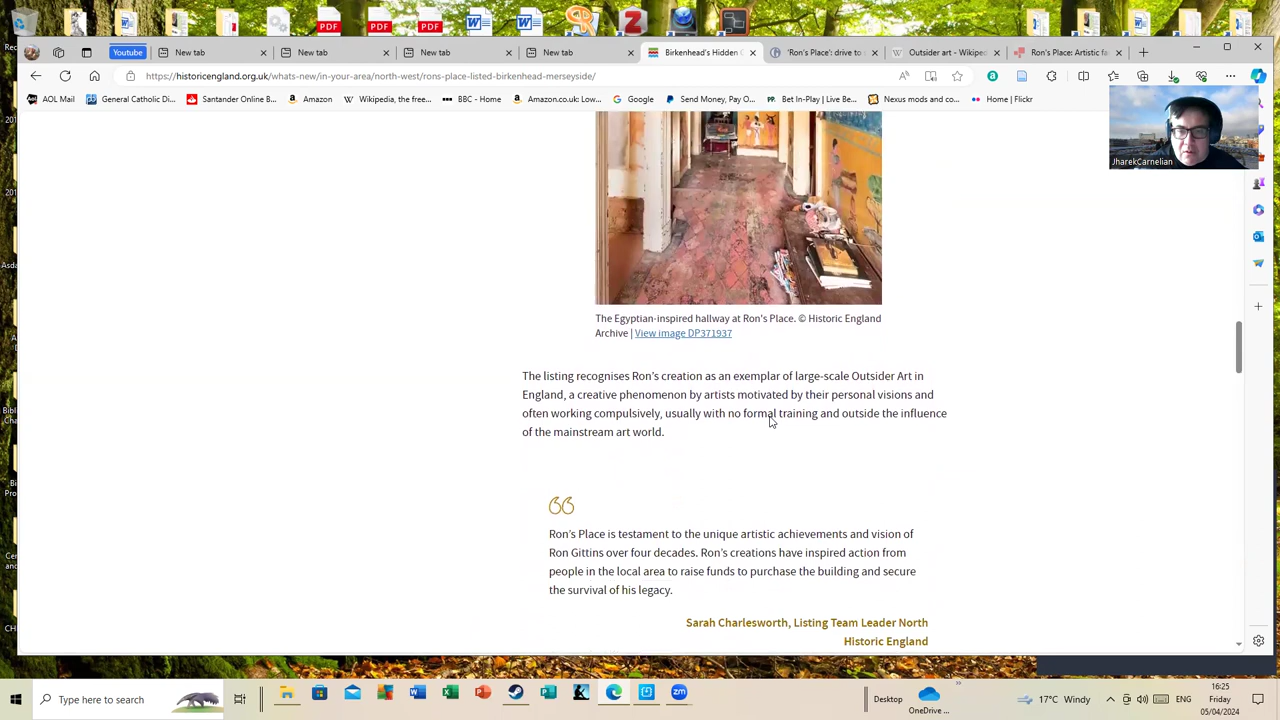 PDF
PDF
PDF
Youtube
New tab
New tab
New tab
New tab
Birkenhead's Hidden
'Ron's Place' drive to s
Outsider art - Wikiped
Ron's Place: Artistic fa
https://historicengland.org.uk/whats-new/in-your-area/north-west/rons-place-listed-birkenhead-merseyside/
AOL Mail
General Catholic Di...
Santander Online B...
Amazon
Wikipedia, the free...
BBC - Home
Amazon.co.uk: Low...
Google
Send Money, Pay O...
Bet In-Play | Live Be...
Nexus mods and co...
Home | Flickr
JharekCarnelian
The Egyptian-inspired hallway at Ron's Place. © Historic England
Archive | View image DP371937
The listing recognises Ron's creation as an exemplar of large-scale Outsider Art in
England, a creative phenomenon by artists motivated by their personal visions and
often working compulsively, usually with no formal training and outside the influence
of the mainstream art world.
Ron's Place is testament to the unique artistic achievements and vision of
Ron Gittins over four decades. Ron's creations have inspired action from
people in the local area to raise funds to purchase the building and secure
the survival of his legacy.
Sarah Charlesworth, Listing Team Leader North
Historic England
Type here to search
Desktop
OneDrive ...
17°C Windy
ENG
16:25
Friday
05/04/2024